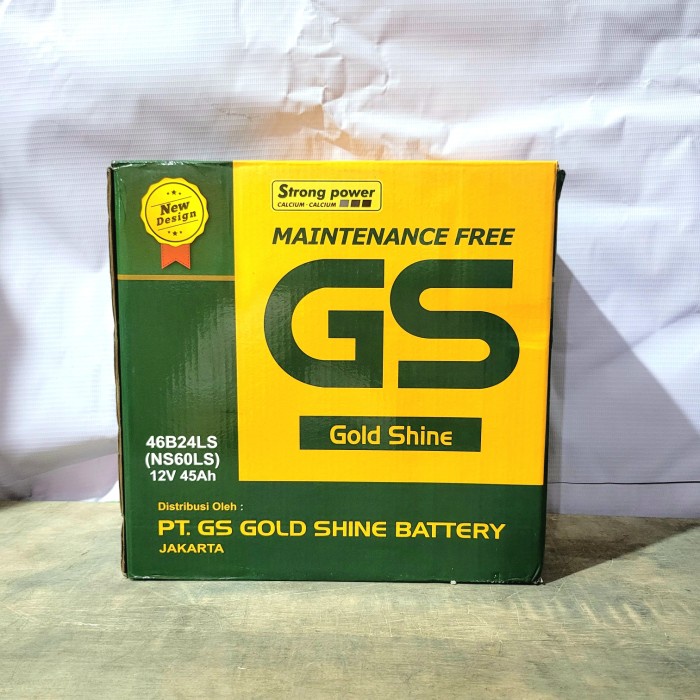 New
Design
Strong power
CALCIUM - CALCIUM
MAINTENANCE FREE
GS
Gold Shine
46B24LS
(NS60LS)
12V 45Ah
Distribusi Oleh :
PT. GS GOLD SHINE BATTERY
JAKARTA